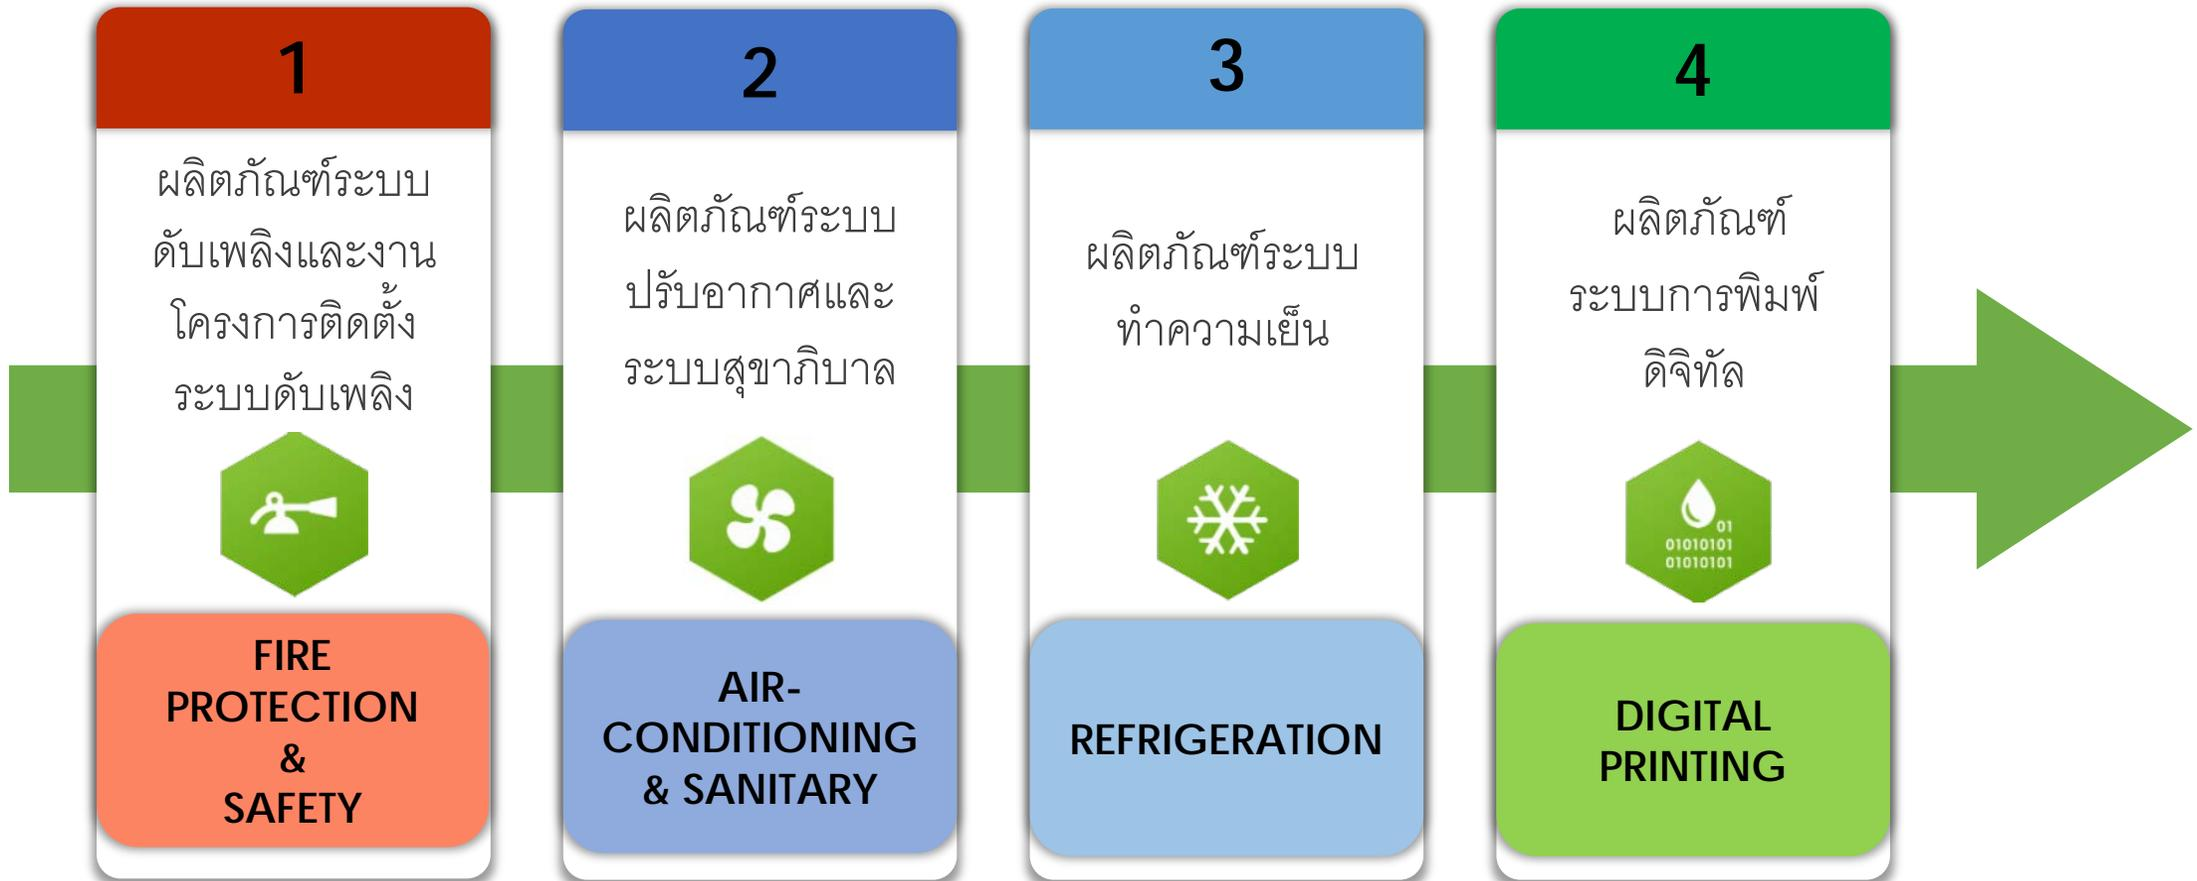 1
ผลิตภัณฑ์ระบบ
ดับเพลิงและงาน
โครงการติดตั้ง
ระบบดับเพลิง
FIRE
PROTECTION
&
SAFETY
2
ผลิตภัณฑ์ระบบ
ปรับอากาศและ
ระบบสุขาภิบาล
AIR-
CONDITIONING
& SANITARY
3
ผลิตภัณฑ์ระบบ
ทำความเย็น
REFRIGERATION
4
ผลิตภัณฑ์
ระบบการพิมพ์
ดิจิทัล
01
01010101
01010101
DIGITAL
PRINTING